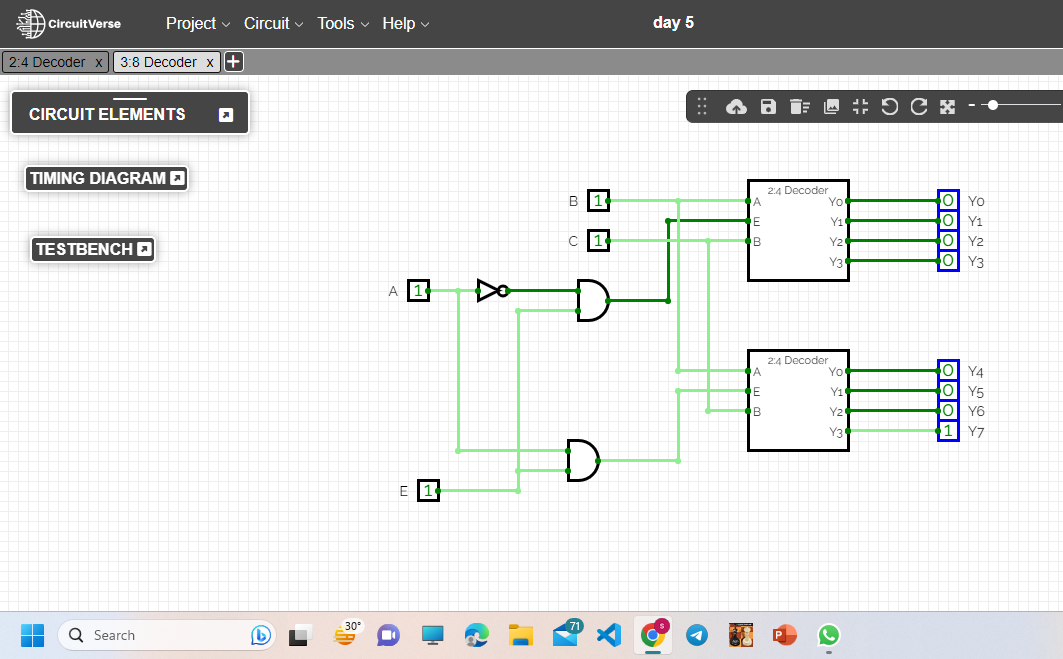 CircuitVerse Project Circuit Tools Help day 5
2:4 Decoder x 3:8 Decoder x +
CIRCUIT ELEMENTS
TIMING DIAGRAM
TESTBENCH
2:4 Decoder
B 1 A Y0 0 Y0
E Y1 0 Y1
C 1 B Y2 0 Y2
Y3 0 Y3
A 1
2:4 Decoder
A Y0 0 Y4
E Y1 0 Y5
B Y2 0 Y6
Y3 1 Y7
E 1
Search 30° 71 s